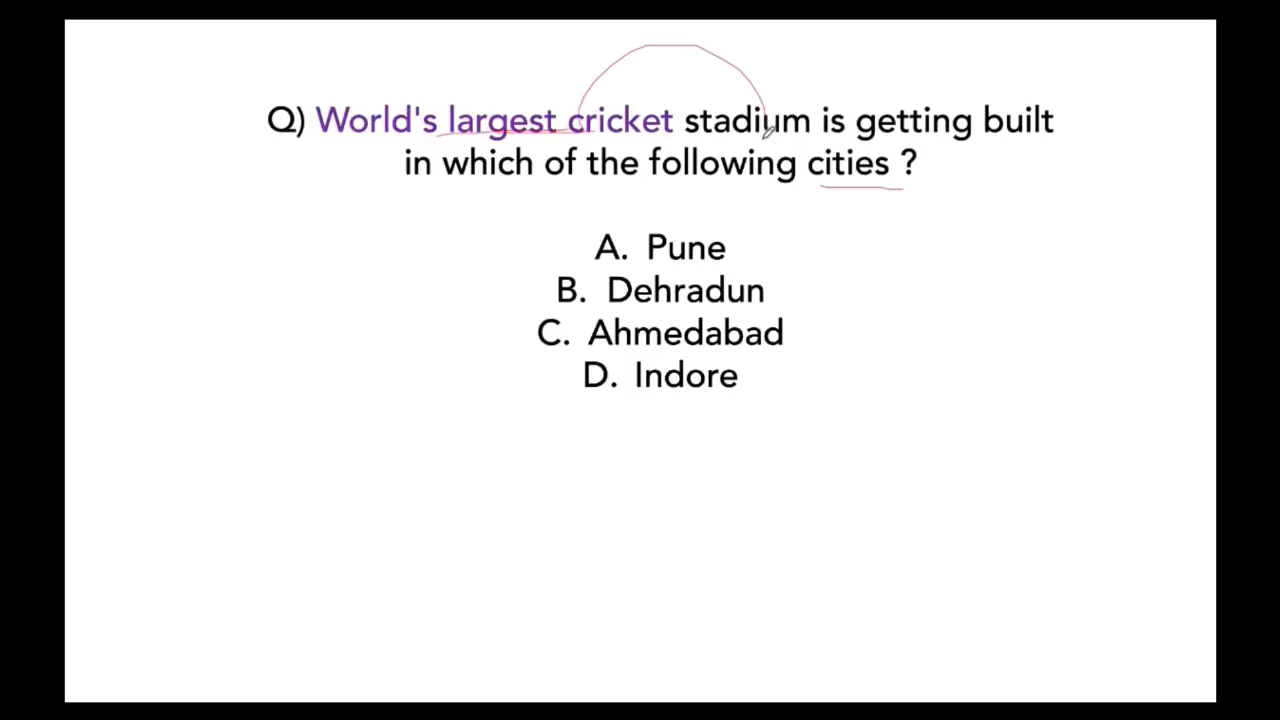 Q) World's largest cricket stadium is getting built
in which of the following cities ?
A. Pune
B. Dehradun
C. Ahmedabad
D. Indore